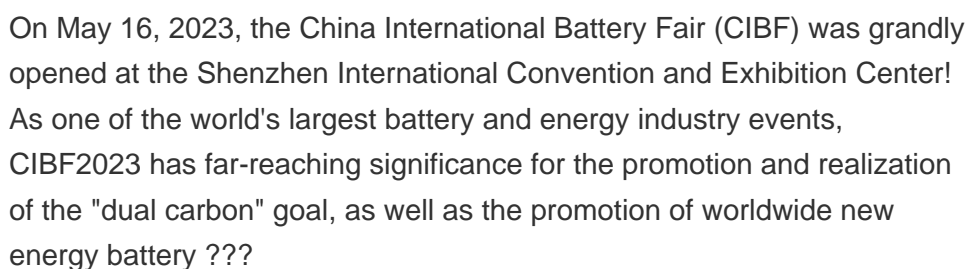 On May 16, 2023, the China International Battery Fair (CIBF) was grandly
opened at the Shenzhen International Convention and Exhibition Center!
As one of the world's largest battery and energy industry events,
CIBF2023 has far-reaching significance for the promotion and realization
of the "dual carbon" goal, as well as the promotion of worldwide new
energy battery ???